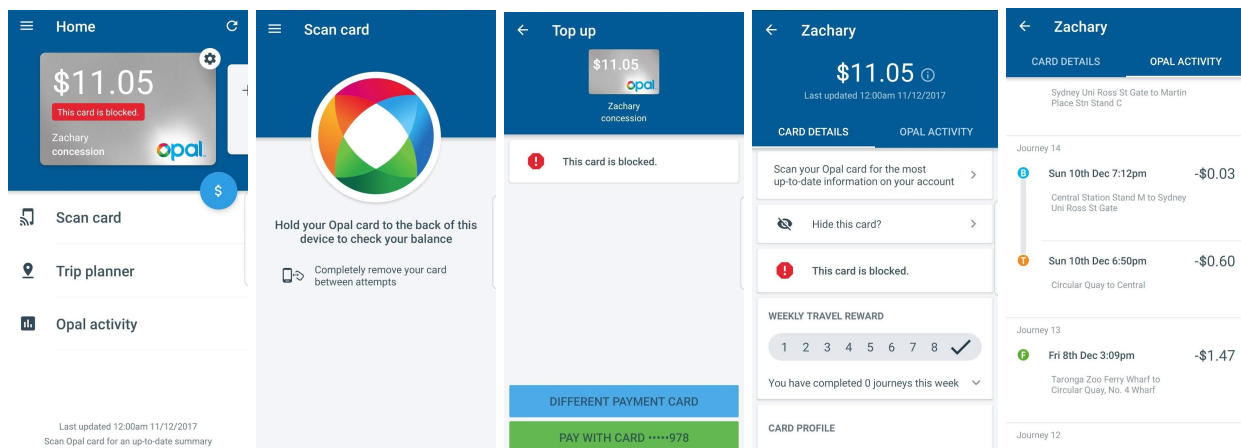 Home
$11.05
This card is blocked.
Zachary
concession
opal
$
Scan card
Trip planner
Opal activity
Last updated 12:00am 11/12/2017
Scan Opal card for an up-to-date summary
Scan card
Hold your Opal card to the back of this
device to check your balance
Completely remove your card
between attempts
Top up
$11.05
opal
Zachary
concession
This card is blocked.
DIFFERENT PAYMENT CARD
PAY WITH CARD •••••978
Zachary
$11.05
Last updated 12:00am 11/12/2017
CARD DETAILS OPAL ACTIVITY
Scan your Opal card for the most
up-to-date information on your account
Hide this card?
This card is blocked.
WEEKLY TRAVEL REWARD
1 2 3 4 5 6 7 8
You have completed 0 journeys this week
CARD PROFILE
Zachary
CARD DETAILS OPAL ACTIVITY
Sydney Uni Ross St Gate to Martin
Place Stn Stand C
Journey 14
B Sun 10th Dec 7:12pm -$0.03
Central Station Stand M to Sydney
Uni Ross St Gate
T Sun 10th Dec 6:50pm -$0.60
Circular Quay to Central
Journey 13
F Fri 8th Dec 3:09pm -$1.47
Taronga Zoo Ferry Wharf to
Circular Quay, No. 4 Wharf
Journey 12